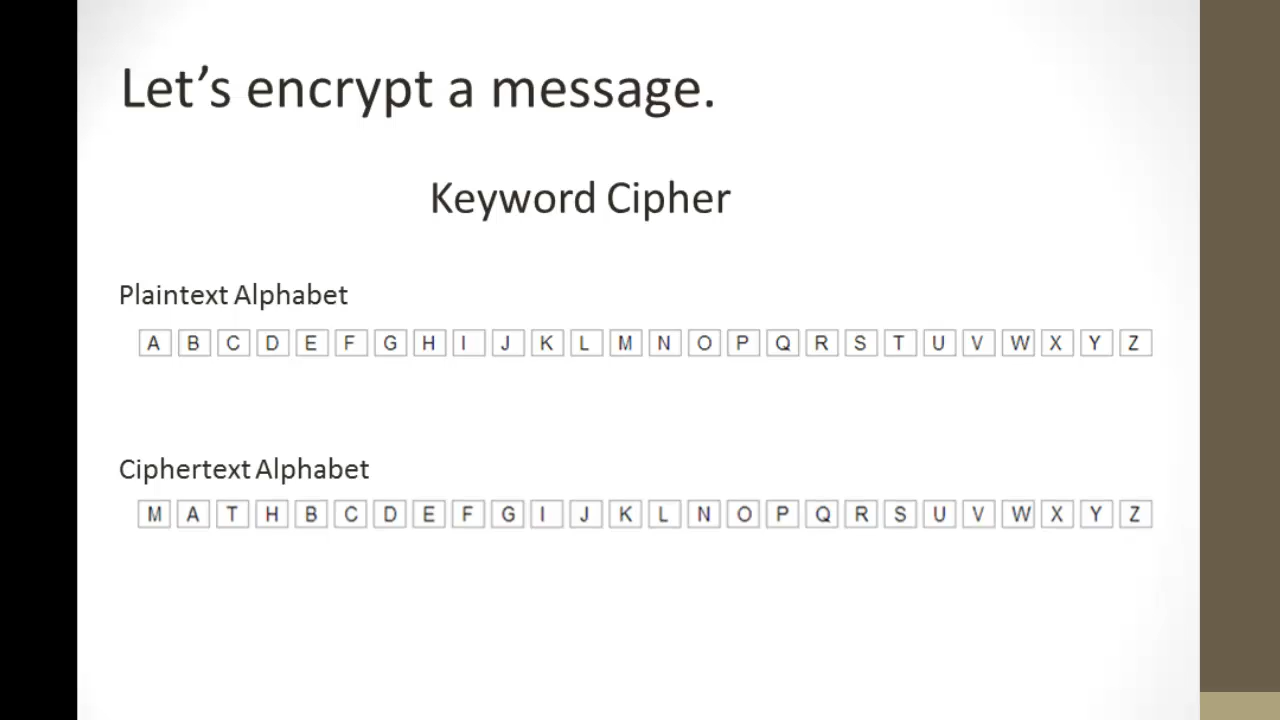 Let’s encrypt a message.
Keyword Cipher
Plaintext Alphabet
A B C D E F G H I J K L M N O P Q R S T U V W X Y Z
Ciphertext Alphabet
M A T H B C D E F G I J K L N O P Q R S U V W X Y Z